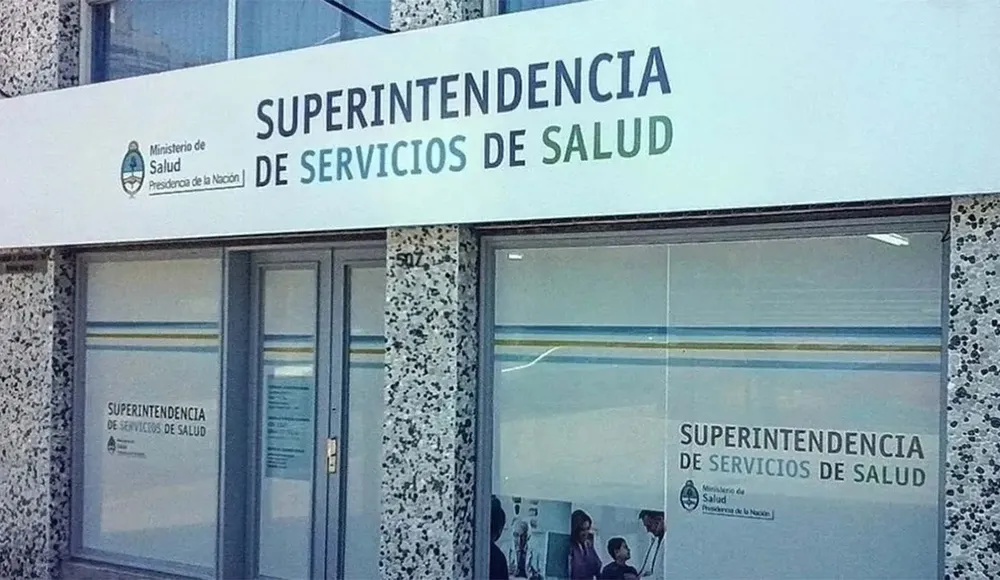 SUPERINTENDENCIA
DE SERVICIOS DE SALUD
Ministerio de
Salud
Presidencia de la Nación
507
SUPERINTENDENCIA
DE SERVICIOS DE SALUD
SUPERINTENDENCIA
DE SERVICIOS DE SALUD
Ministerio de
Salud
Presidencia de la Nación